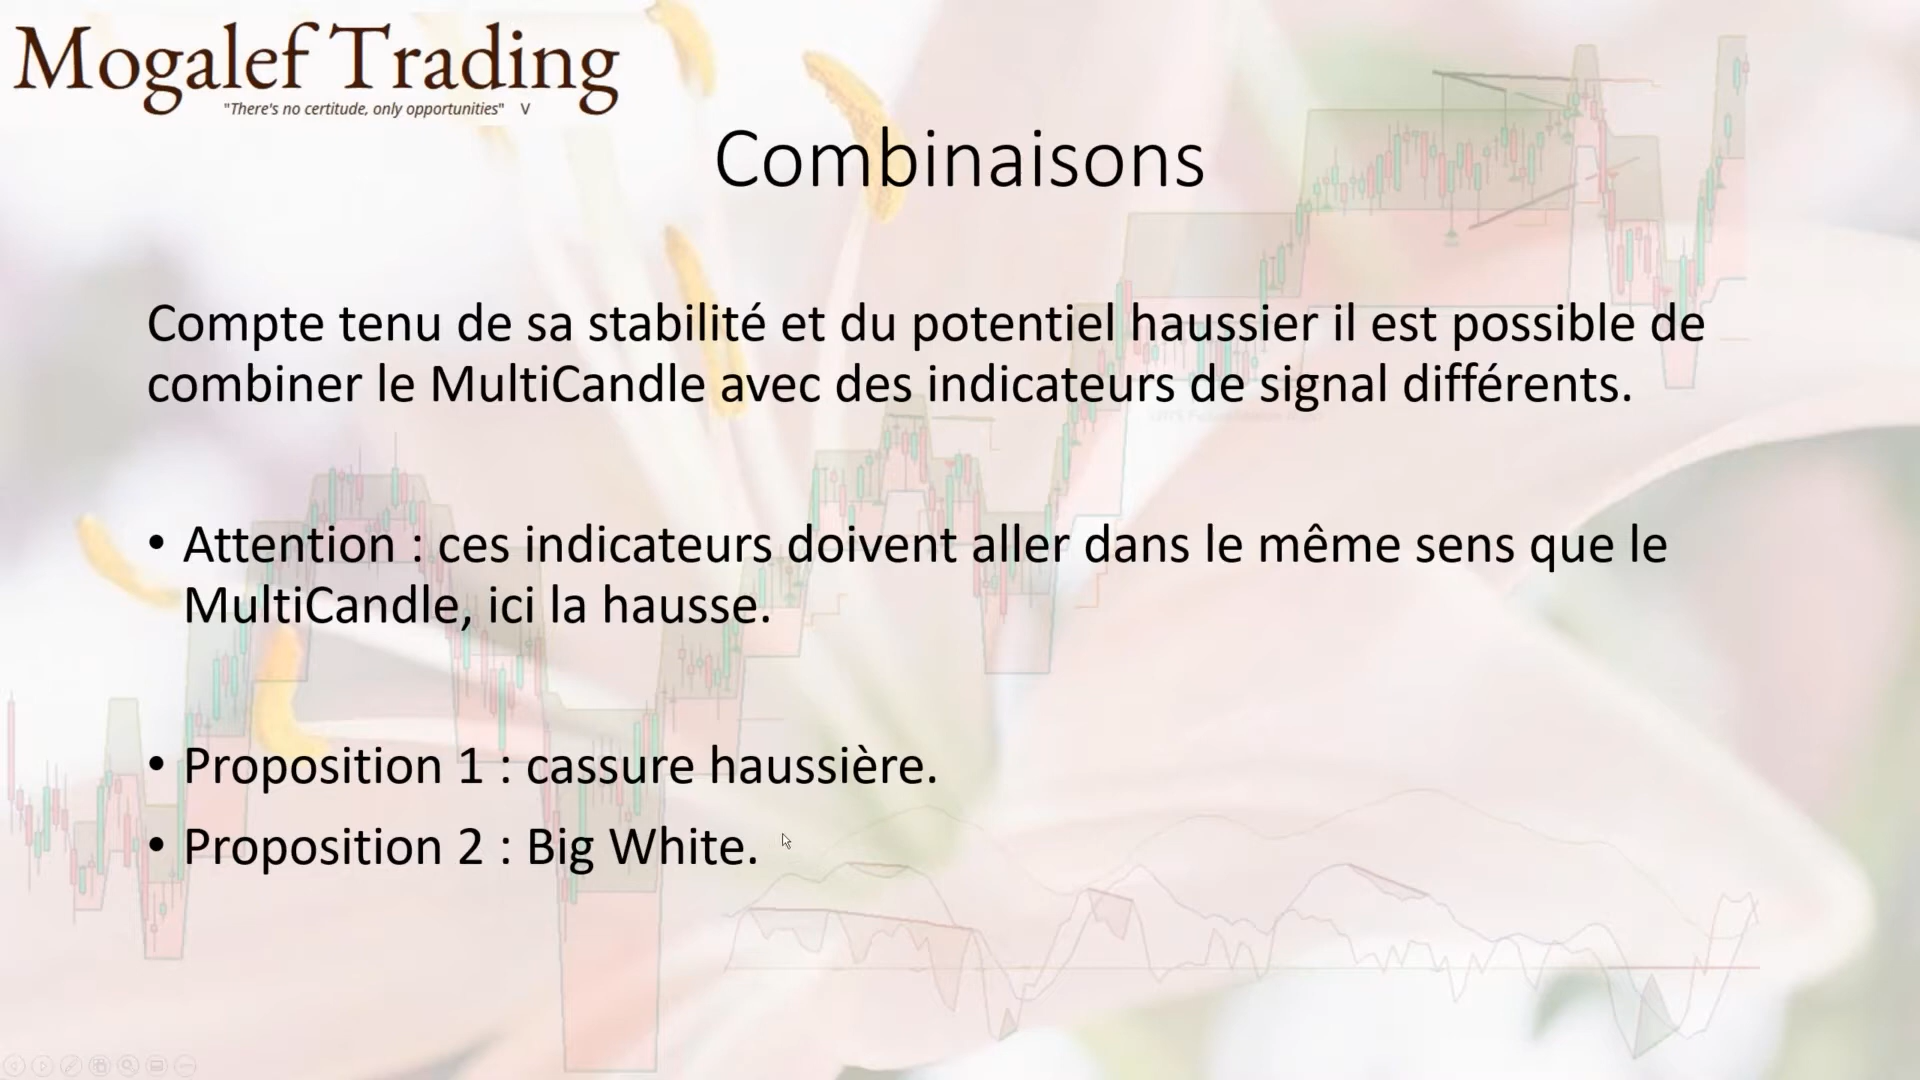 Mogalef Trading
"There's no certitude, only opportunities" V
Combinaisons
Compte tenu de sa stabilité et du potentiel haussier il est possible de
combiner le MultiCandle avec des indicateurs de signal différents.
• Attention : ces indicateurs doivent aller dans le même sens que le
MultiCandle, ici la hausse.
• Proposition 1 : cassure haussière.
• Proposition 2 : Big White.